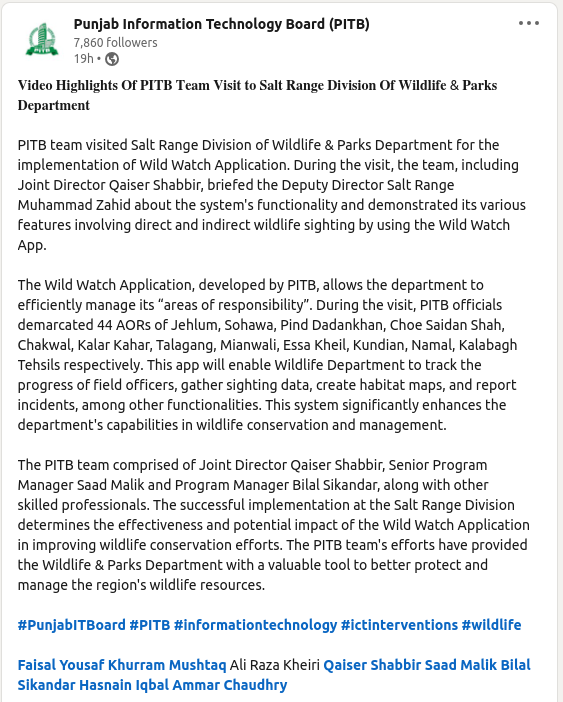 Punjab Information Technology Board (PITB)
7,860 followers
19h •
Video Highlights Of PITB Team Visit to Salt Range Division Of Wildlife & Parks
Department
PITB team visited Salt Range Division of Wildlife & Parks Department for the
implementation of Wild Watch Application. During the visit, the team, including
Joint Director Qaiser Shabbir, briefed the Deputy Director Salt Range
Muhammad Zahid about the system's functionality and demonstrated its various
features involving direct and indirect wildlife sighting by using the Wild Watch
App.
The Wild Watch Application, developed by PITB, allows the department to
efficiently manage its “areas of responsibility”. During the visit, PITB officials
demarcated 44 AORs of Jehlum, Sohawa, Pind Dadankhan, Choe Saidan Shah,
Chakwal, Kalar Kahar, Talagang, Mianwali, Essa Kheil, Kundian, Namal, Kalabagh
Tehsils respectively. This app will enable Wildlife Department to track the
progress of field officers, gather sighting data, create habitat maps, and report
incidents, among other functionalities. This system significantly enhances the
department's capabilities in wildlife conservation and management.
The PITB team comprised of Joint Director Qaiser Shabbir, Senior Program
Manager Saad Malik and Program Manager Bilal Sikandar, along with other
skilled professionals. The successful implementation at the Salt Range Division
determines the effectiveness and potential impact of the Wild Watch Application
in improving wildlife conservation efforts. The PITB team's efforts have provided
the Wildlife & Parks Department with a valuable tool to better protect and
manage the region's wildlife resources.
#PunjabITBoard #PITB #informationtechnology #ictinterventions #wildlife
Faisal Yousaf Khurram Mushtaq Ali Raza Kheiri Qaiser Shabbir Saad Malik Bilal
Sikandar Hasnain Iqbal Ammar Chaudhry